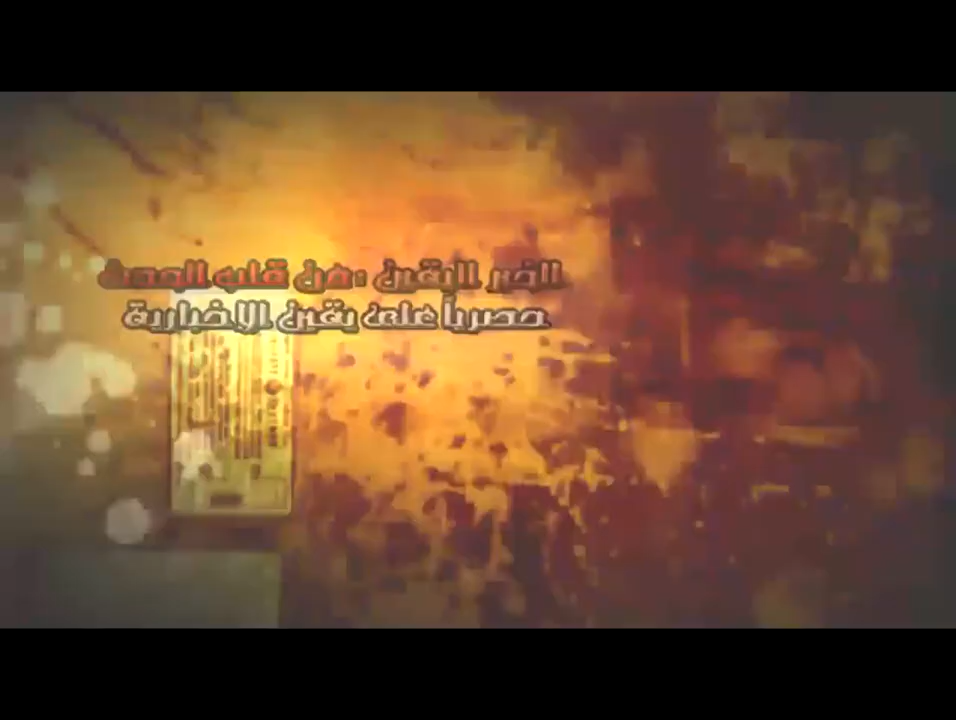 الخبر اليقين : من قلب الحدث
حصرياً على يقين الإخبارية